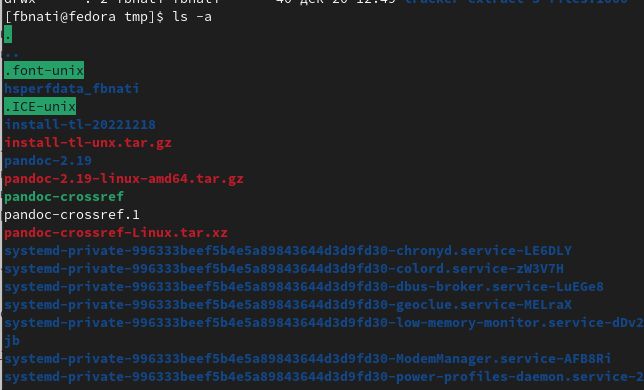 [fbnati@fedora tmp]$ ls -a
.
..
.font-unix
hsperfdata_fbnati
.ICE-unix
install-tl-20221218
install-tl-unx.tar.gz
pandoc-2.19
pandoc-2.19-linux-amd64.tar.gz
pandoc-crossref
pandoc-crossref.1
pandoc-crossref-Linux.tar.xz
systemd-private-996333beef5b4e5a89843644d3d9fd30-chronyd.service-LE6DLY
systemd-private-996333beef5b4e5a89843644d3d9fd30-colord.service-zW3V7H
systemd-private-996333beef5b4e5a89843644d3d9fd30-dbus-broker.service-LuEGe8
systemd-private-996333beef5b4e5a89843644d3d9fd30-geoclue.service-MELraX
systemd-private-996333beef5b4e5a89843644d3d9fd30-low-memory-monitor.service-dDv2
jb
systemd-private-996333beef5b4e5a89843644d3d9fd30-ModemManager.service-AFB8Ri
systemd-private-996333beef5b4e5a89843644d3d9fd30-power-profiles-daemon.service-2